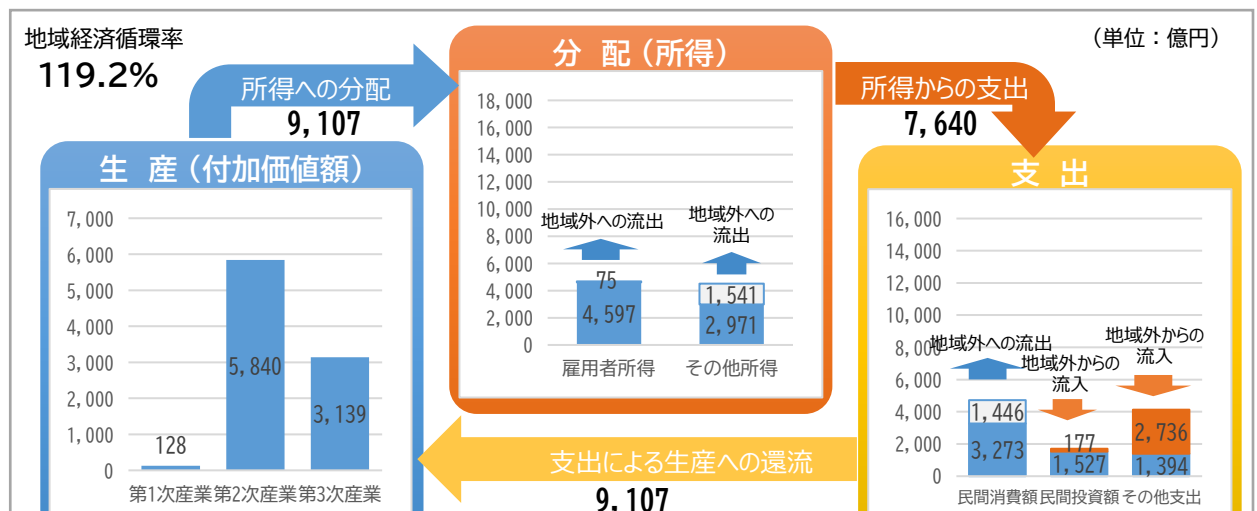 地域経済循環率
119.2%
(単位：億円)
所得への分配
9,107
分 配（所得）
18,000
16,000
14,000
12,000
10,000
8,000
6,000
4,000
2,000
0
地域外への流出
地域外への
流出
75
4,597
1,541
2,971
雇用者所得 その他所得
所得からの支出
7,640
生 産（付加価値額）
7,000
6,000
5,000
4,000
3,000
2,000
1,000
0
128
5,840
3,139
第1次産業 第2次産業 第3次産業
支 出
16,000
14,000
12,000
10,000
8,000
6,000
4,000
2,000
0
地域外への流出
地域外からの
流入
地域外からの
流入
1,446
3,273
177
1,527
2,736
1,394
民間消費額 民間投資額 その他支出
支出による生産への還流
9,107